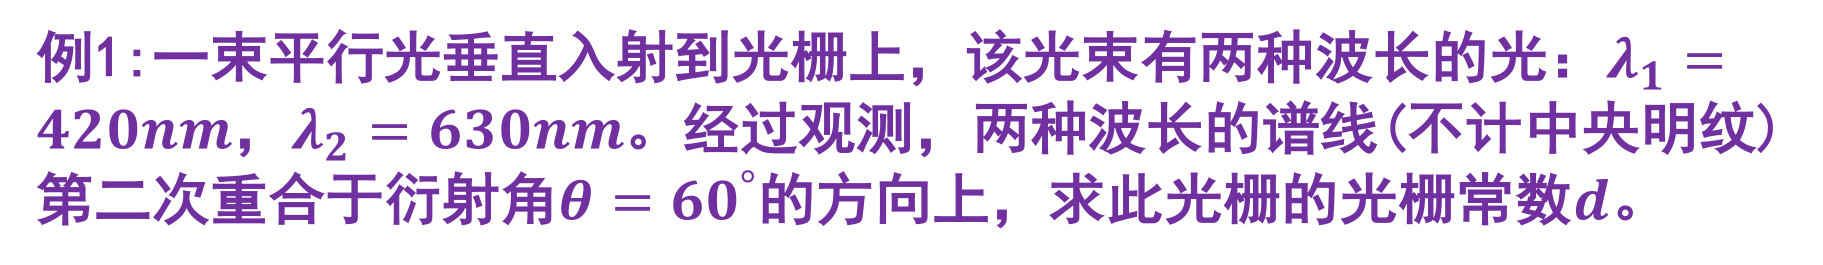 例1:一束平行光垂直入射到光栅上，该光束有两种波长的光：λ₁ =
420nm，λ₂ = 630nm。经过观测，两种波长的谱线(不计中央明纹)
第二次重合于衍射角θ = 60°的方向上，求此光栅的光栅常数d。